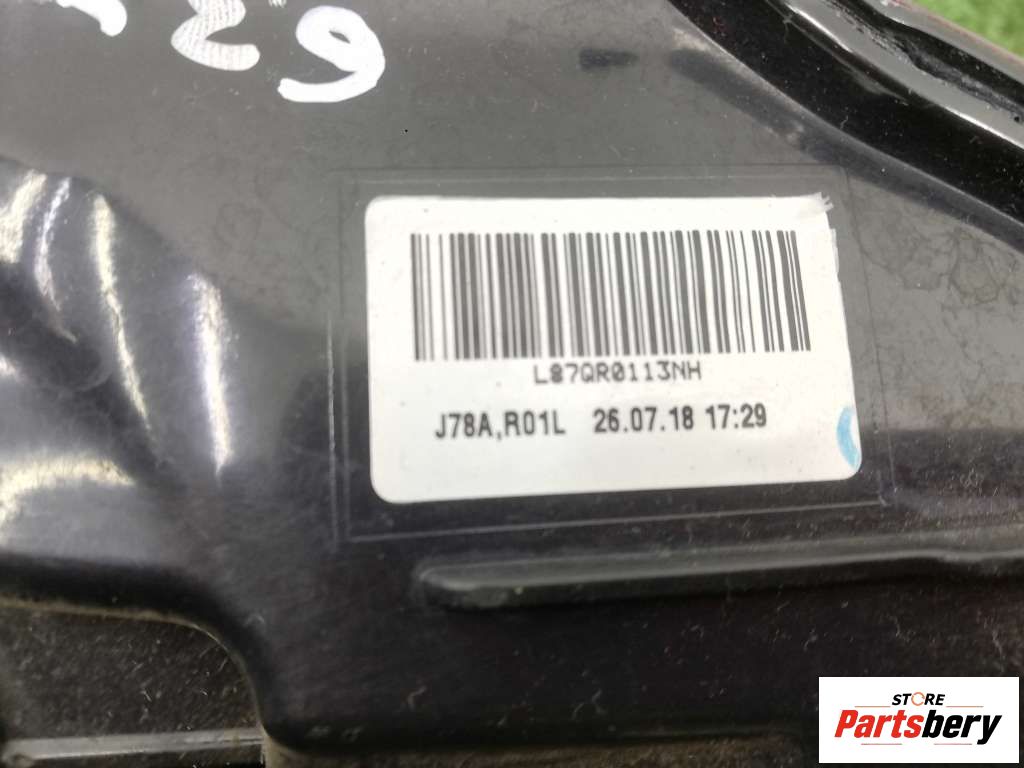 L87QR0113NH
J78A,R01L 26.07.18 17:29
STORE
Partsbery